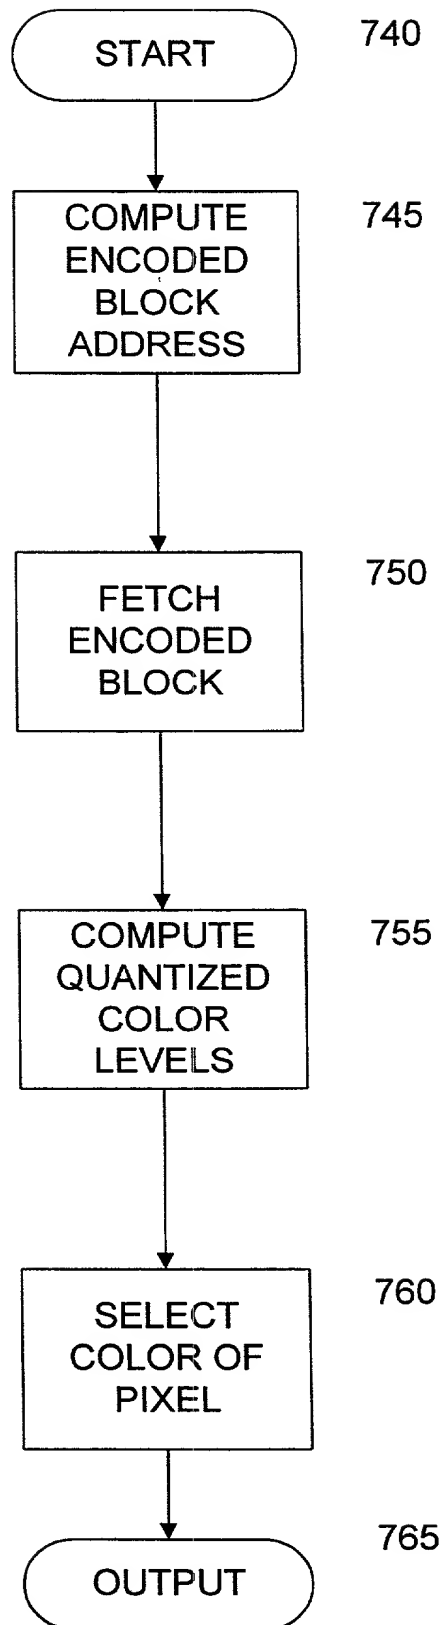 START
740
COMPUTE
ENCODED
BLOCK
ADDRESS
745
FETCH
ENCODED
BLOCK
750
COMPUTE
QUANTIZED
COLOR
LEVELS
755
SELECT
COLOR OF
PIXEL
760
OUTPUT
765